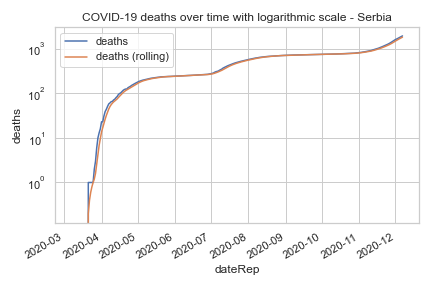 COVID-19 deaths over time with logarithmic scale - Serbia
deaths
deaths (rolling)
10³
10²
10¹
10⁰
deaths
2020-03
2020-04
2020-05
2020-06
2020-07
2020-08
2020-09
2020-10
2020-11
2020-12
dateRep